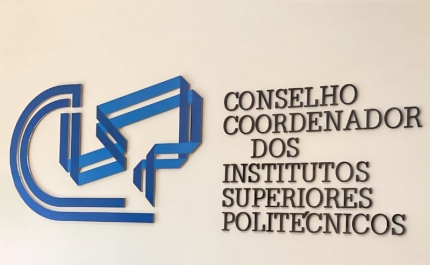 CONSELHO
COORDENADOR
DOS
INSTITUTOS
SUPERIORES
POLITÉCNICOS